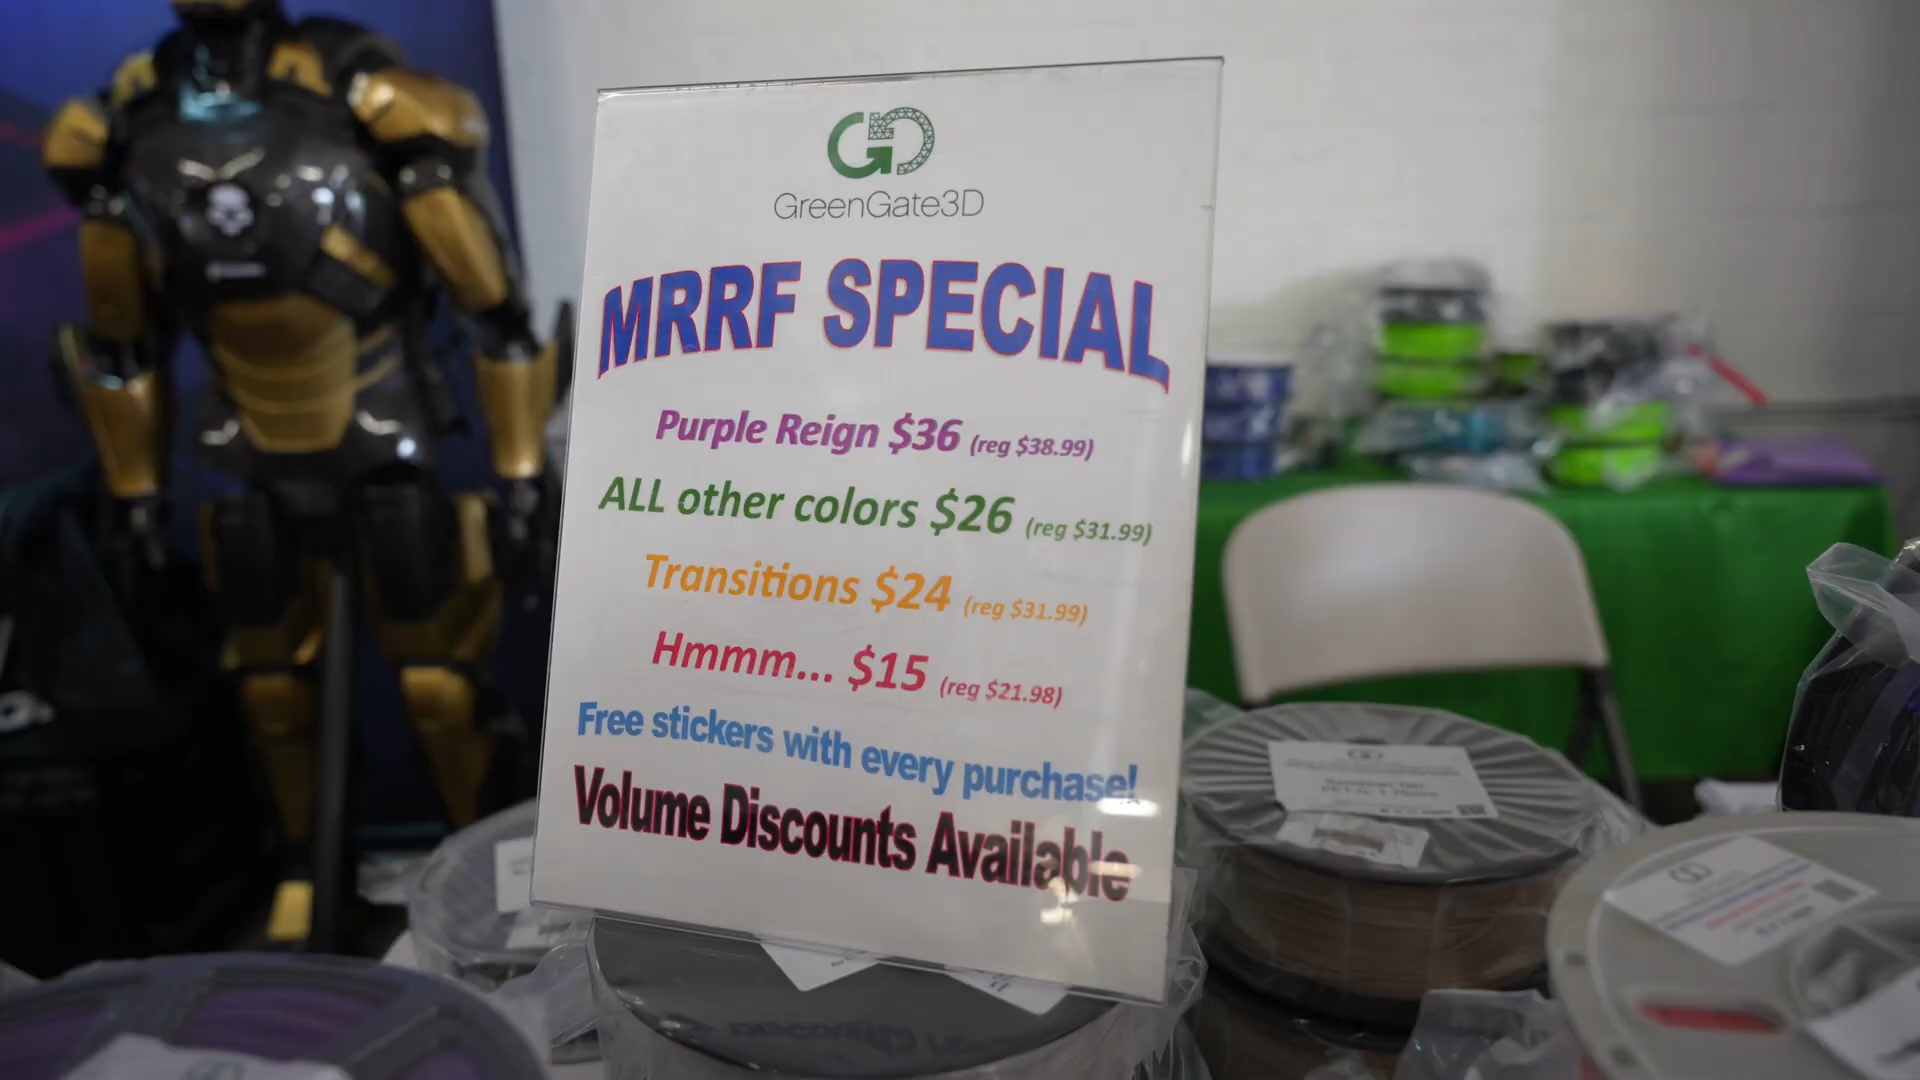 GreenGate3D
MRRF SPECIAL
Purple Reign $36 (reg $38.99)
ALL other colors $26 (reg $31.99)
Transitions $24 (reg $31.99)
Hmmm... $15 (reg $21.98)
Free stickers with every purchase!
Volume Discounts Available